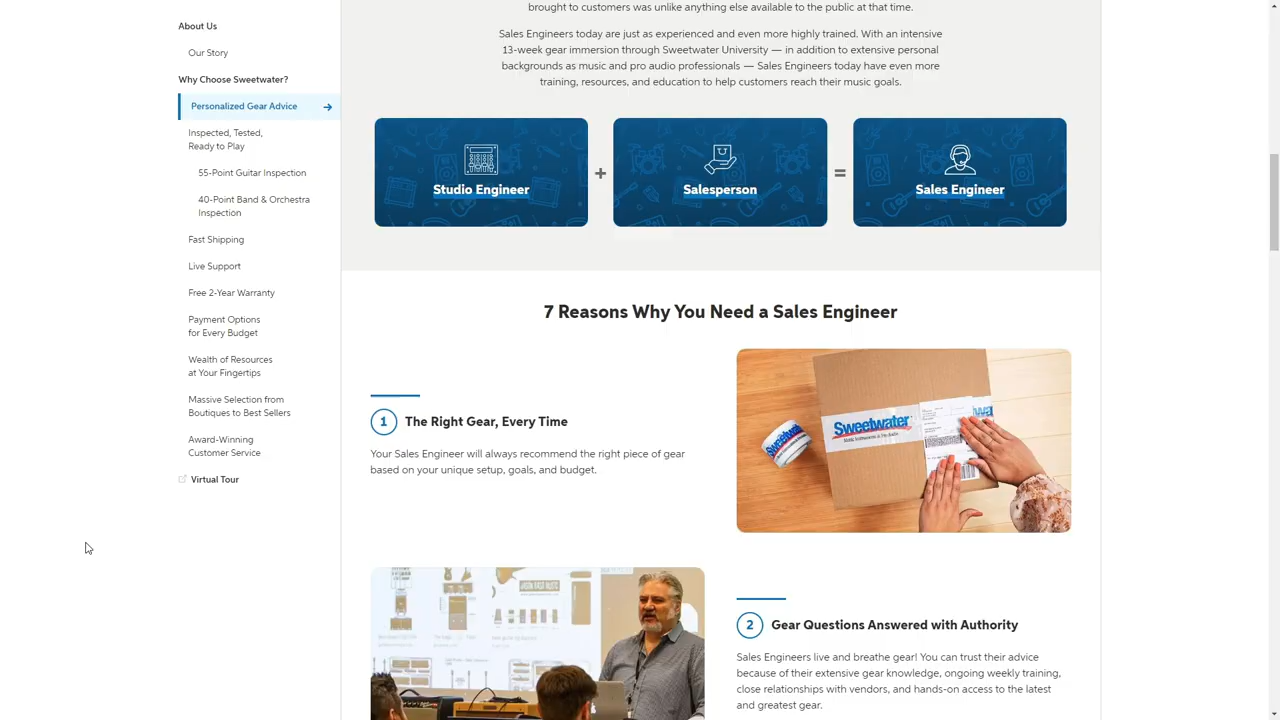 About Us
Our Story
Why Choose Sweetwater?
Personalized Gear Advice
Inspected, Tested,
Ready to Play
55-Point Guitar Inspection
40-Point Band & Orchestra
Inspection
Fast Shipping
Live Support
Free 2-Year Warranty
Payment Options
for Every Budget
Wealth of Resources
at Your Fingertips
Massive Selection from
Boutiques to Best Sellers
Award-Winning
Customer Service
Virtual Tour
brought to customers was unlike anything else available to the public at that time.
Sales Engineers today are just as experienced and even more highly trained. With an intensive
13-week gear immersion through Sweetwater University — in addition to extensive personal
backgrounds as music and pro audio professionals — Sales Engineers today have even more
training, resources, and education to help customers reach their music goals.
Studio Engineer
+
Salesperson
=
Sales Engineer
7 Reasons Why You Need a Sales Engineer
1 The Right Gear, Every Time
Your Sales Engineer will always recommend the right piece of gear
based on your unique setup, goals, and budget.
Sweetwater
Sweetwater
2 Gear Questions Answered with Authority
Sales Engineers live and breathe gear! You can trust their advice
because of their extensive gear knowledge, ongoing weekly training,
close relationships with vendors, and hands-on access to the latest
and greatest gear.